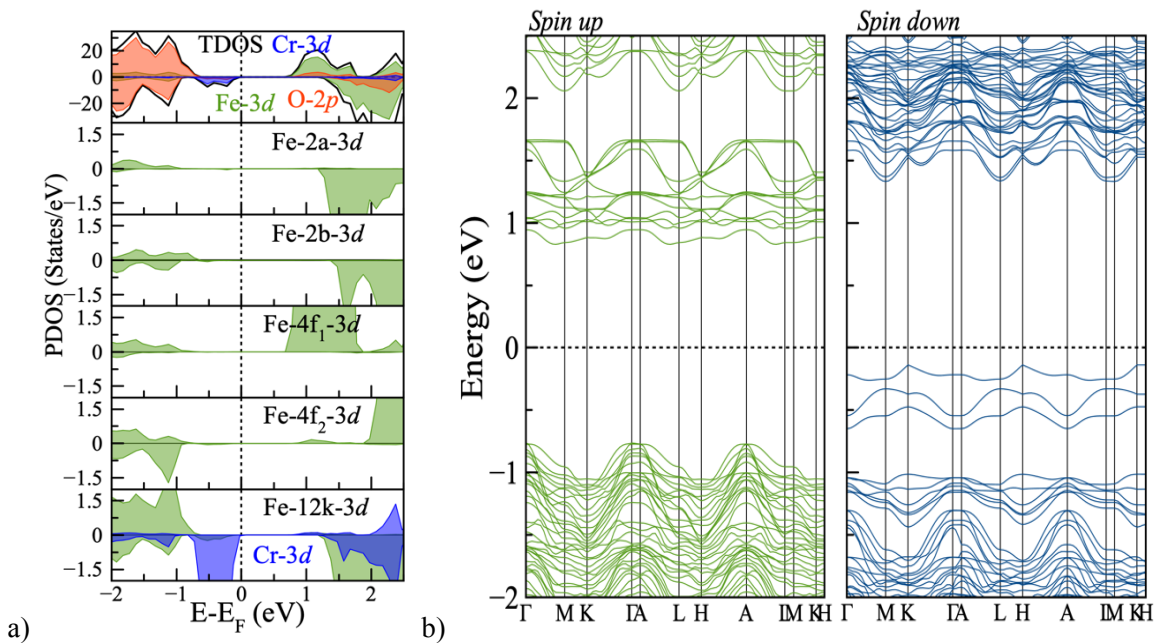 TDOS Cr-3d
Fe-3d O-2p
20
0
−20
Fe-2a-3d
1.5
0
−1.5
Fe-2b-3d
1.5
0
−1.5
Fe-4f1-3d
1.5
0
−1.5
Fe-4f2-3d
1.5
0
−1.5
Fe-12k-3d
Cr-3d
1.5
0
−1.5
PDOS (States/eV)
−2 −1 0 1 2
E-EF (eV)
a)
Spin up
Energy (eV)
2
1
0
−1
−2
Γ M K ΓA L H A LM KH
Spin down
Γ M K ΓA L H A LM KH
b)